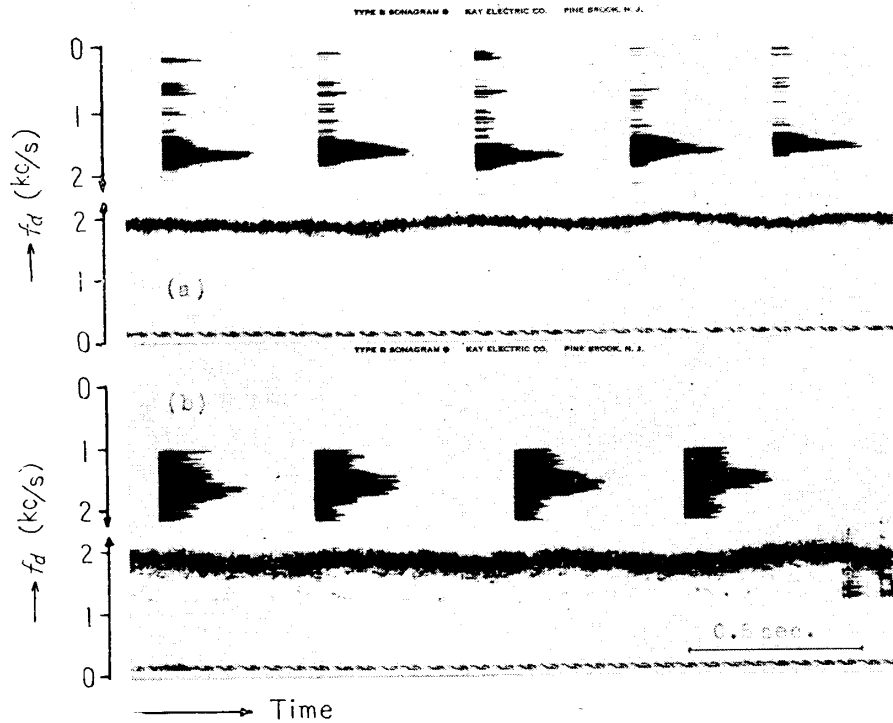 TYPE B SONAGRAM ® KAY ELECTRIC CO. PINE BROOK, N. J.
0
1
2
→ fd (kc/s)
2
1
0
(a)
TYPE B SONAGRAM ® KAY ELECTRIC CO. PINE BROOK, N. J.
0
(b)
1
2
→ fd (kc/s)
2
1
0
0.5 sec.
→ Time